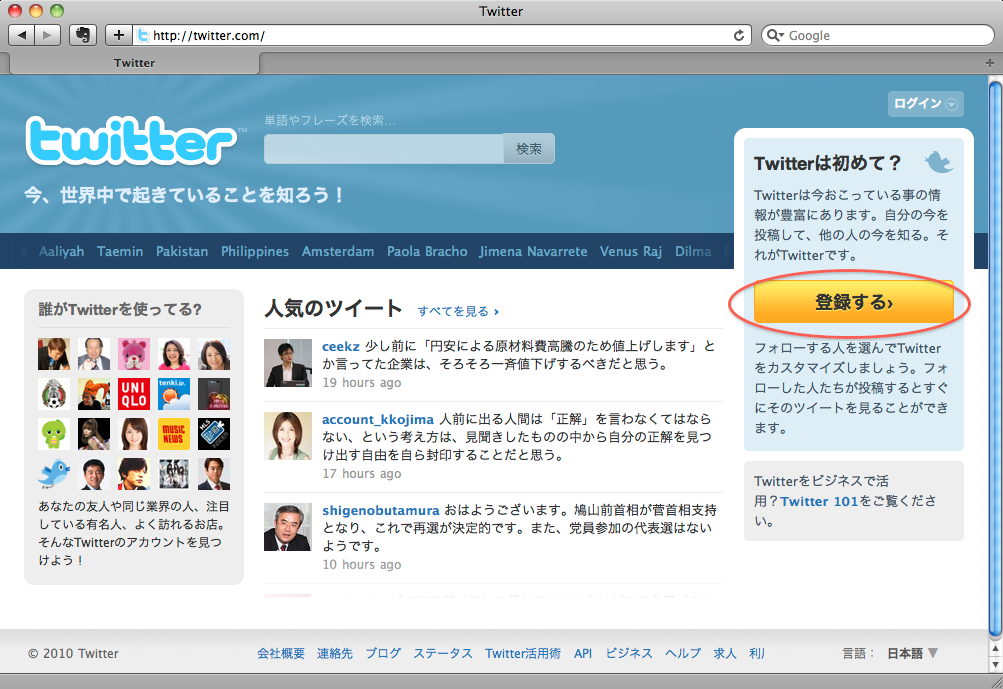 Twitter
http://twitter.com/
Google
Twitter
ログイン
twitter™
単語やフレーズを検索...
検索
今、世界中で起きていることを知ろう！
Aaliyah Taemin Pakistan Philippines Amsterdam Paola Bracho Jimena Navarrete Venus Raj Dilma
Twitterは初めて？
Twitterは今おこっている事の情
報が豊富にあります。自分の今を
投稿して、他の人の今を知る。そ
れがTwitterです。
登録する›
フォローする人を選んでTwitter
をカスタマイズしましょう。フォ
ローした人たちが投稿するとすぐ
にそのツイートを見ることができ
ます。
Twitterをビジネスで活
用？Twitter 101をご覧くださ
い。
誰がTwitterを使ってる?
UNI
QLO
tenki.jp
MUSIC
NEWS
MLS
あなたの友人や同じ業界の人、注目
している有名人、よく訪れるお店。
そんなTwitterのアカウントを見つ
けよう！
人気のツイート すべてを見る ›
ceekz 少し前に「円安による原材料費高騰のため値上げします」と
か言ってた企業は、そろそろ一斉値下げするべきだと思う。
19 hours ago
account_kkojima 人前に出る人間は「正解」を言わなくてはなら
ない、という考え方は、見聞きしたものの中から自分の正解を見つ
け出す自由を自ら封印することだと思う。
17 hours ago
shigenobutamura おはようございます。鳩山前首相が菅首相支持
となり、これで再選が決定的です。また、党員参加の代表選はない
ようです。
10 hours ago
© 2010 Twitter
会社概要 連絡先 ブログ ステータス Twitter活用術 API ビジネス ヘルプ 求人 利
言語： 日本語 ▼